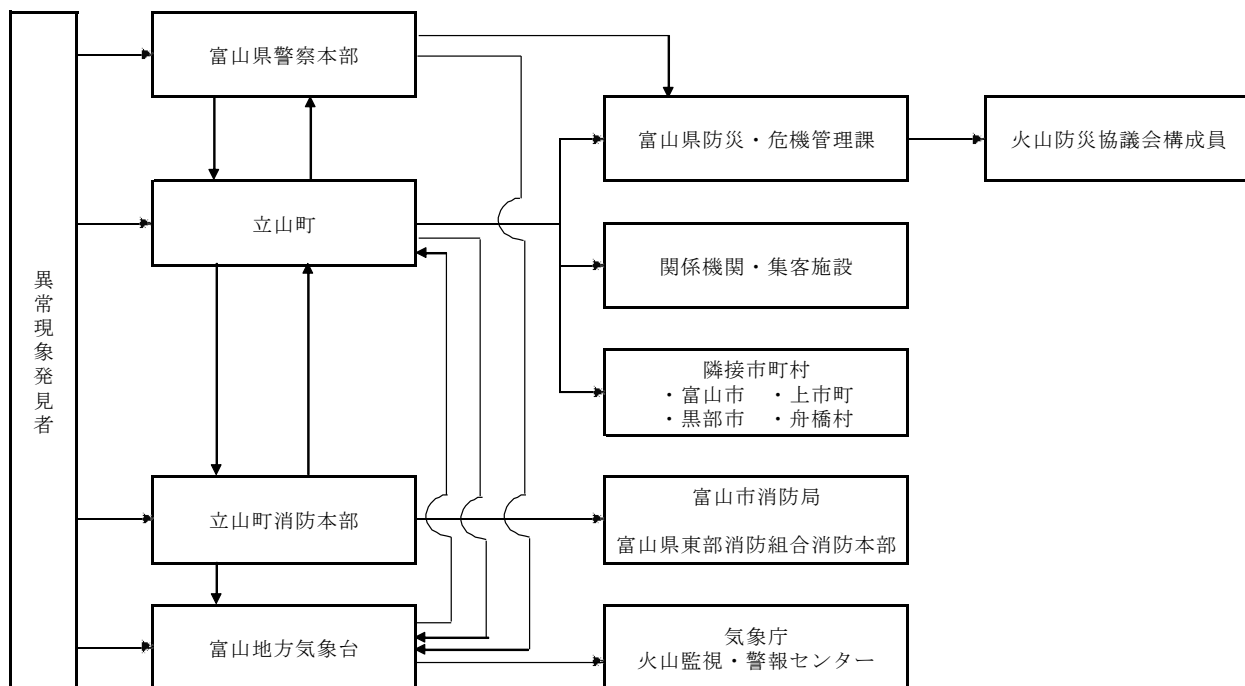 異常現象発見者
富山県警察本部
立山町
立山町消防本部
富山地方気象台
富山県防災・危機管理課
関係機関・集客施設
隣接市町村
・富山市 ・上市町
・黒部市 ・舟橋村
富山市消防局
富山県東部消防組合消防本部
気象庁
火山監視・警報センター
火山防災協議会構成員